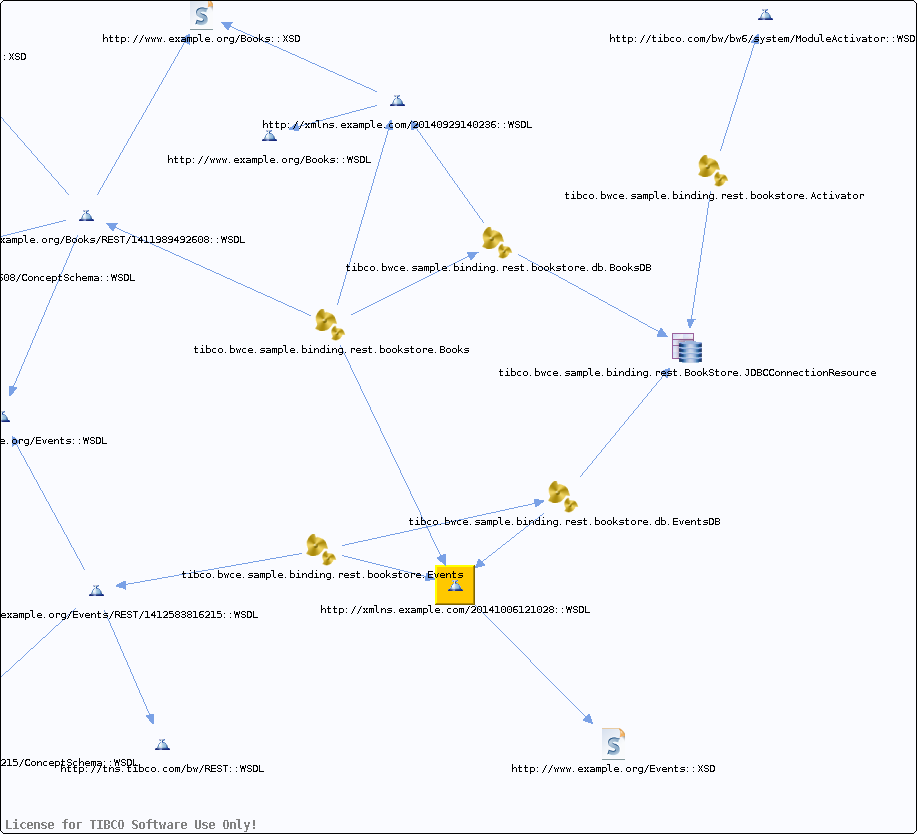 http://www.example.org/Books::XSD
http://tibco.com/bw/bw6/system/ModuleActivator::WSD
::XSD
http://xmlns.example.com/20140929140236::WSDL
http://www.example.org/Books::WSDL
tibco.bwce.sample.binding.rest.bookstore.Activator
example.org/Books/REST/1411989492608::WSDL
tibco.bwce.sample.binding.rest.bookstore.db.BooksDB
608/ConceptSchema::WSDL
tibco.bwce.sample.binding.rest.bookstore.Books
tibco.bwce.sample.binding.rest.BookStore.JDBCConnectionResource
e.org/Events::WSDL
tibco.bwce.sample.binding.rest.bookstore.db.EventsDB
tibco.bwce.sample.binding.rest.bookstore.Events
http://xmlns.example.com/20141006121028::WSDL
example.org/Events/REST/1412583816215::WSDL
215/ConceptSchema::WSDL
http://tns.tibco.com/bw/REST::WSDL
http://www.example.org/Events::XSD
License for TIBCO Software Use Only!